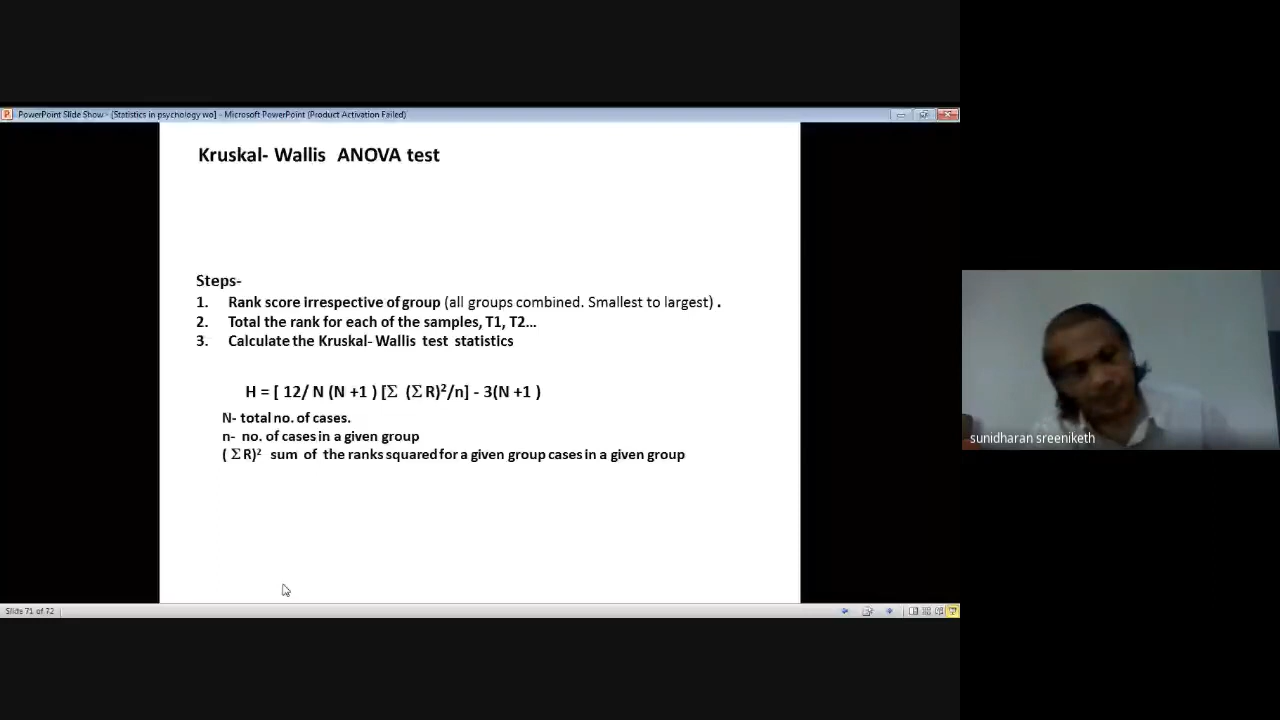 PowerPoint Slide Show - [Statistics in psychology wo] - Microsoft PowerPoint (Product Activation Failed)
Kruskal- Wallis ANOVA test
Steps-
1. Rank score irrespective of group (all groups combined. Smallest to largest) .
2. Total the rank for each of the samples, T1, T2...
3. Calculate the Kruskal- Wallis test statistics
H = [ 12/ N (N +1 ) [Σ (Σ R)²/n] - 3(N +1 )
N- total no. of cases.
n- no. of cases in a given group
( Σ R)² sum of the ranks squared for a given group cases in a given group
sunidharan sreeniketh
Slide 71 of 72